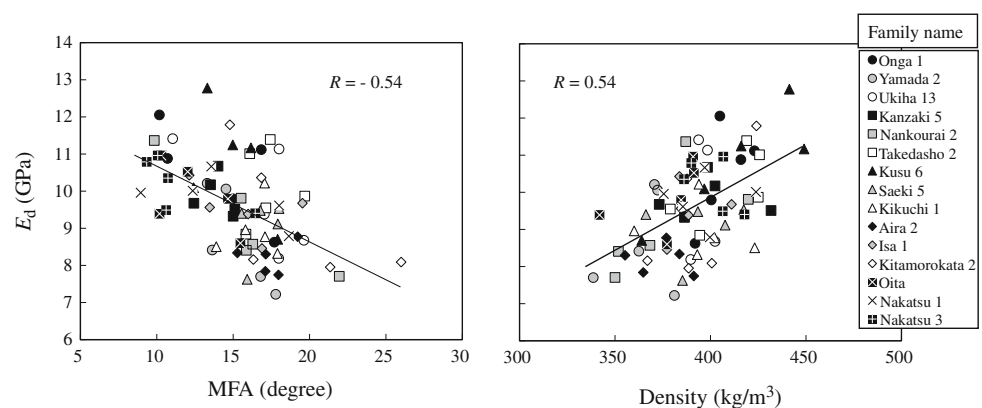 14
13
12
11
10
9
8
7
6
E_d (GPa)
R = - 0.54
5 10 15 20 25 30
MFA (degree)
R = 0.54
300 400 500
Density (kg/m³)
Family name
Onga 1
Yamada 2
Ukiha 13
Kanzaki 5
Nankourai 2
Takedasho 2
Kusu 6
Saeki 5
Kikuchi 1
Aira 2
Isa 1
Kitamorokata 2
Oita
Nakatsu 1
Nakatsu 3